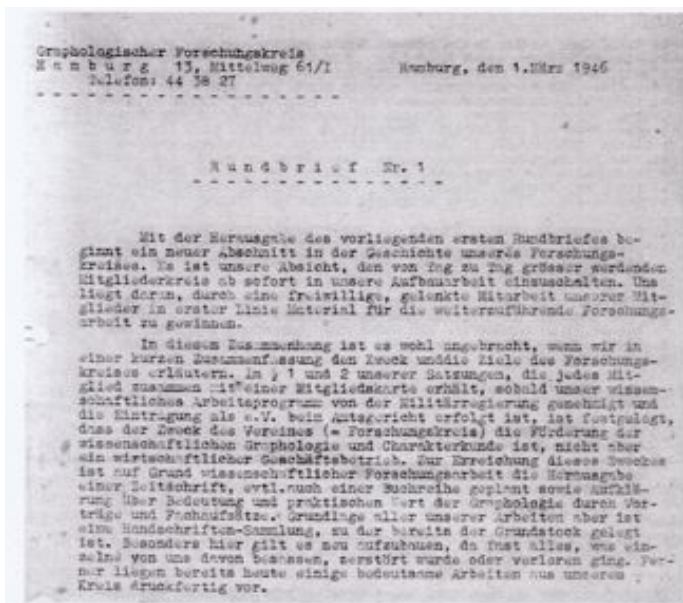 Graphologischer Forschungskreis
H a m b u r g  13, Mittelweg 61/I Hamburg, den 1.März 1946
Telefon: 44 38 27
R u n d b r i e f  Nr. 1
Mit der Herausgabe des vorliegenden ersten Rundbriefes be-
ginnt ein neuer Abschnitt in der Geschichte unseres Forschungs-
kreises. Es ist unsere Absicht, den von Tag zu Tag grösser werdenden
Mitgliederkreis ab sofort in unsere Aufbauarbeit einzuschalten. Uns
liegt daran, durch eine freiwillige, gelenkte Mitarbeit unserer Mit-
glieder in erster Linie Material für die weiterzuführende Forschungs-
arbeit zu gewinnen.
In diesem Zusammenhang ist es wohl angebracht, wenn wir in
einer kurzen Zusammenfassung den Zweck unddie Ziele des Forschungs-
kreises erläutern. In § 1 und 2 unserer Satzungen, die jedes Mit-
glied zusammen mit einer Mitgliedskarte erhält, sobald unser wissen-
schaftliches Arbeitsprogramm von der Militärregierung genehmigt und
die Eintragung als e.V. beim Amtsgericht erfolgt ist, ist festgelegt,
dass der Zweck des Vereines (= Forschungskreis) die Förderung der
wissenschaftlichen Graphologie und Charakterkunde ist, nicht aber
ein wirtschaftlicher Geschäftsbetrieb. Zur Erreichung dieses Zweckes
ist auf Grund wissenschaftlicher Forschungsarbeit die Herausgabe
einer Zeitschrift, evtl.auch einer Buchreihe geplant sowie Aufklä-
rung über Bedeutung und praktischen Wert der Graphologie durch Vor-
träge und Fachaufsätze. Grundlage aller unserer Arbeiten aber ist
eine Handschriften-Sammlung, zu der bereits der Grundstock gelegt
ist. Besonders hier gilt es neu aufzubauen, da fast alles, was ein-
zelne von uns davon besassen, zerstört wurde oder verloren ging. Fer-
ner liegen bereits heute einige bedeutsame Arbeiten aus unserem
Kreis druckfertig vor.